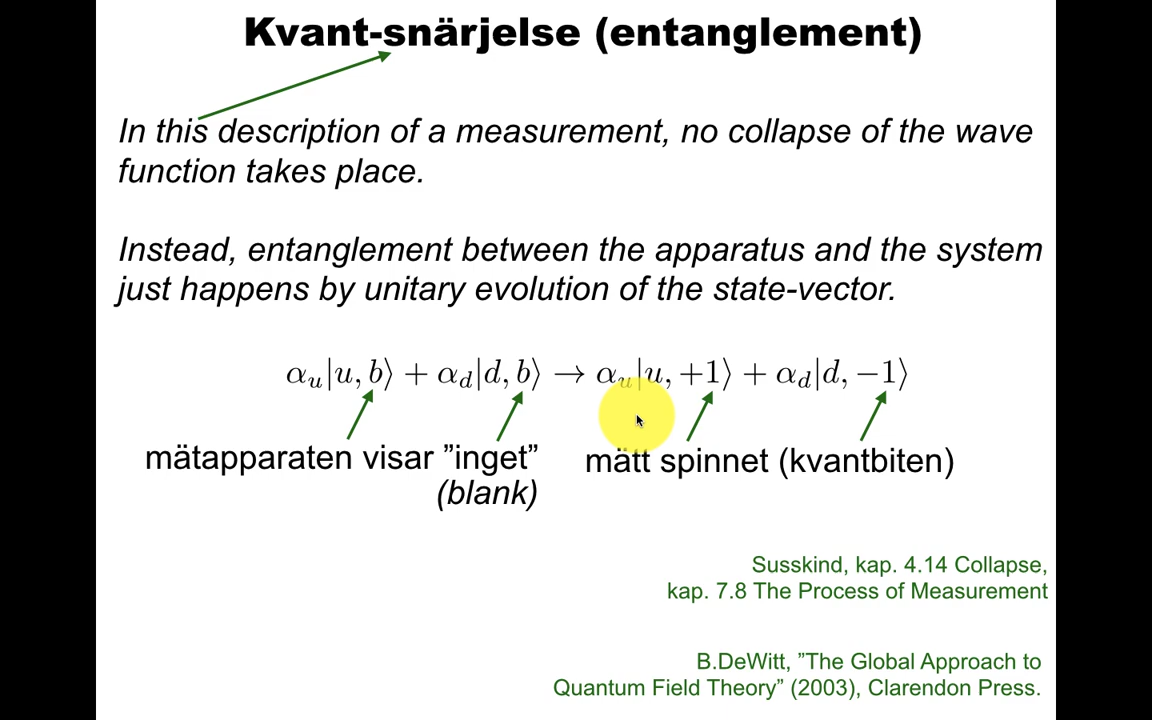 Kvant-snärjelse (entanglement)
In this description of a measurement, no collapse of the wave
function takes place.
Instead, entanglement between the apparatus and the system
just happens by unitary evolution of the state-vector.
αᵤ|u, b⟩ + α_d|d, b⟩ → αᵤ|u, +1⟩ + α_d|d, −1⟩
mätapparaten visar ”inget”
(blank)
mätt spinnet (kvantbiten)
Susskind, kap. 4.14 Collapse,
kap. 7.8 The Process of Measurement
B.DeWitt, ”The Global Approach to
Quantum Field Theory” (2003), Clarendon Press.